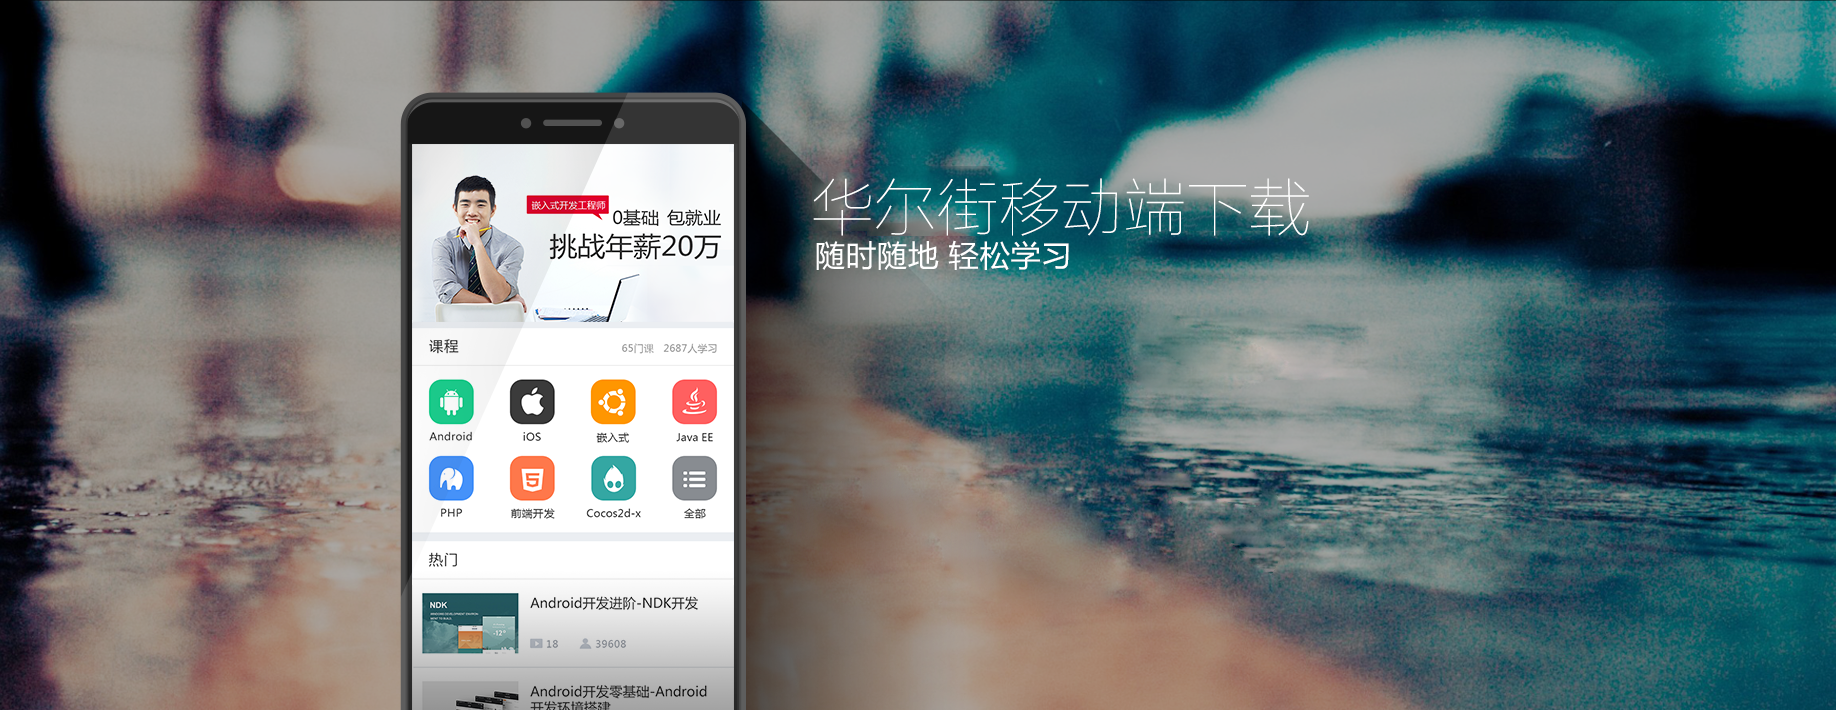 华尔街移动端下载
随时随地 轻松学习
嵌入式开发工程师
0基础 包就业
挑战年薪20万
课程
65门课 2687人学习
Android
iOS
嵌入式
Java EE
PHP
前端开发
Cocos2d-x
全部
热门
NDK
Android开发进阶-NDK开发
18
39608
Android开发零基础-Android
开发环境搭建